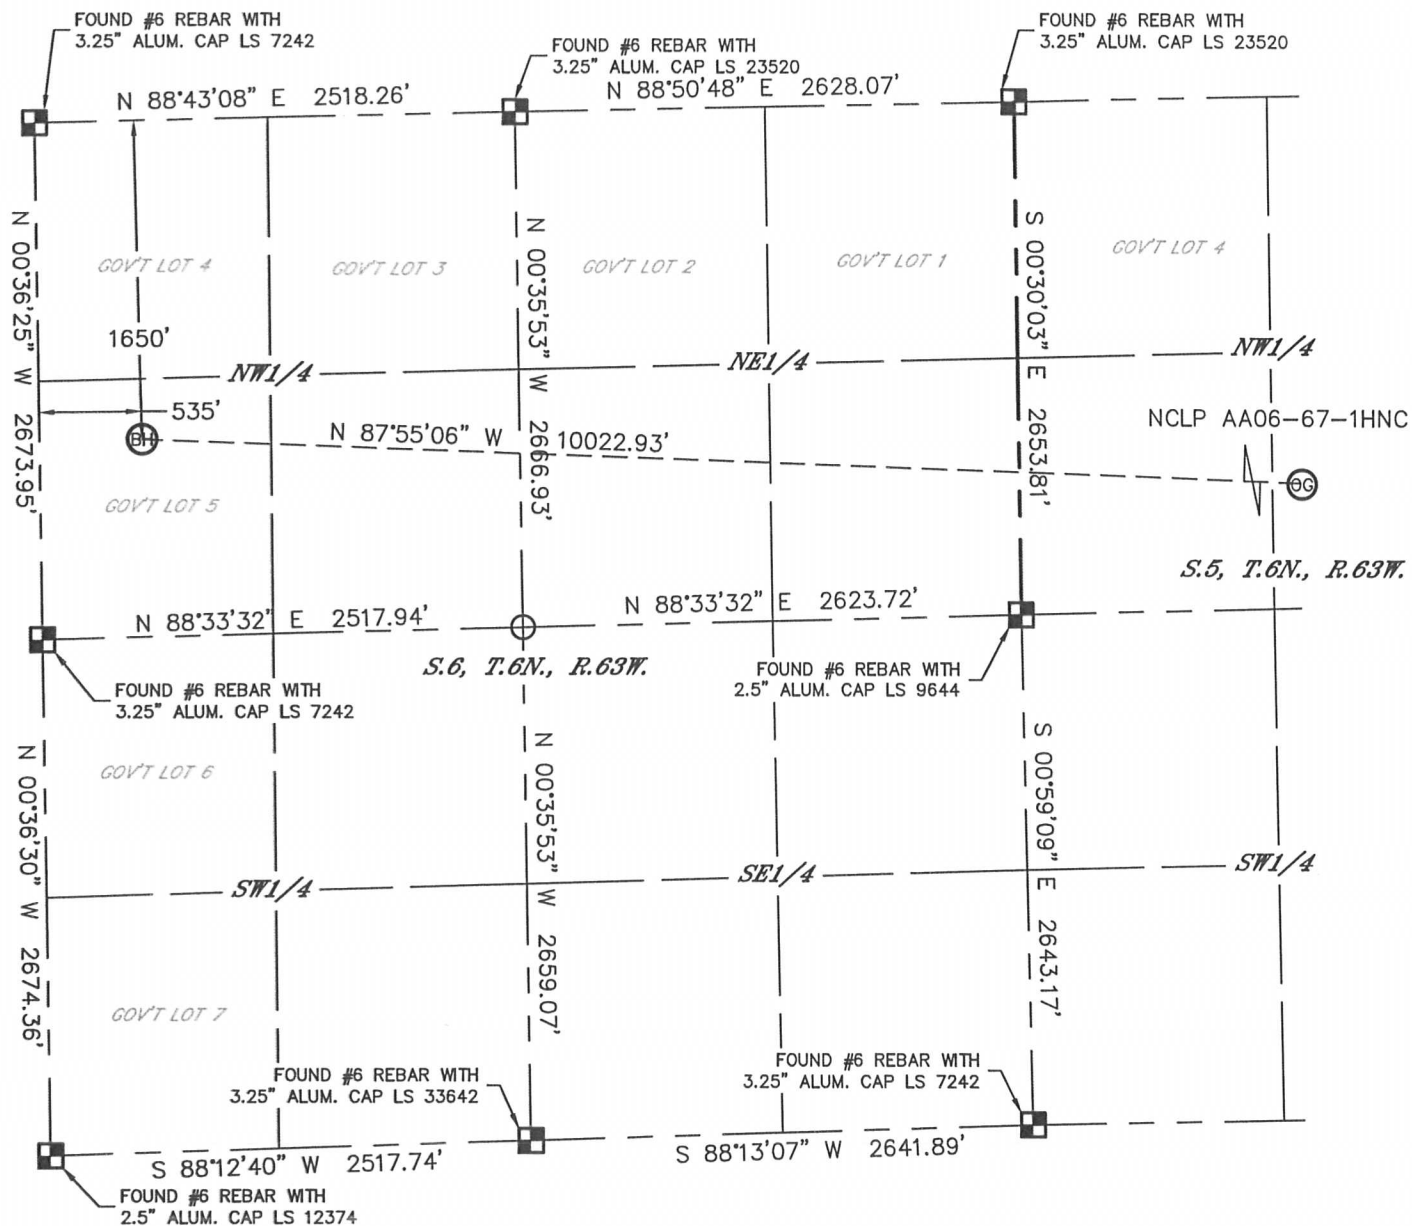 FOUND #6 REBAR WITH
3.25" ALUM. CAP LS 7242
FOUND #6 REBAR WITH
3.25" ALUM. CAP LS 23520
FOUND #6 REBAR WITH
3.25" ALUM. CAP LS 23520
N 88°43'08" E 2518.26'
N 88°50'48" E 2628.07'
N 00°36'25" W 2673.95'
N 00°35'53" W 2666.93'
S 00°30'03" E 2653.81'
GOV'T LOT 4
GOV'T LOT 3
GOV'T LOT 2
GOV'T LOT 1
GOV'T LOT 4
1650'
NW1/4
NE1/4
NW1/4
535'
BH
N 87°55'06" W 10022.93'
NCLP AA06-67-1HNC
OG
GOV'T LOT 5
S.5, T.6N., R.63W.
N 88°33'32" E 2517.94'
N 88°33'32" E 2623.72'
S.6, T.6N., R.63W.
FOUND #6 REBAR WITH
3.25" ALUM. CAP LS 7242
FOUND #6 REBAR WITH
2.5" ALUM. CAP LS 9644
N 00°36'30" W 2674.36'
N 00°35'53" W 2659.07'
S 00°59'09" E 2643.17'
GOV'T LOT 6
SW1/4
SE1/4
SW1/4
GOV'T LOT 7
FOUND #6 REBAR WITH
3.25" ALUM. CAP LS 33642
FOUND #6 REBAR WITH
3.25" ALUM. CAP LS 7242
S 88°12'40" W 2517.74'
S 88°13'07" W 2641.89'
FOUND #6 REBAR WITH
2.5" ALUM. CAP LS 12374